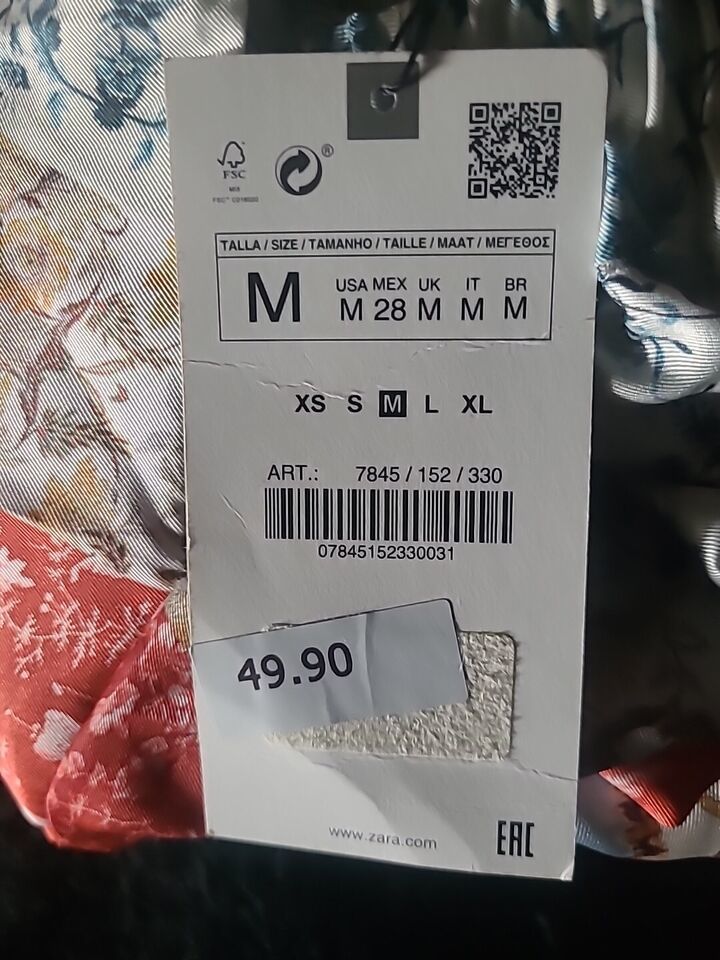 FSC
®
TALLA / SIZE / TAMANHO / TAILLE / MAAT / ΜΕΓΕΘΟΣ
M
USA MEX UK IT BR
M 28 M M M
XS S M L XL
ART.: 7845 / 152 / 330
07845152330031
49.90
www.zara.com
EAC